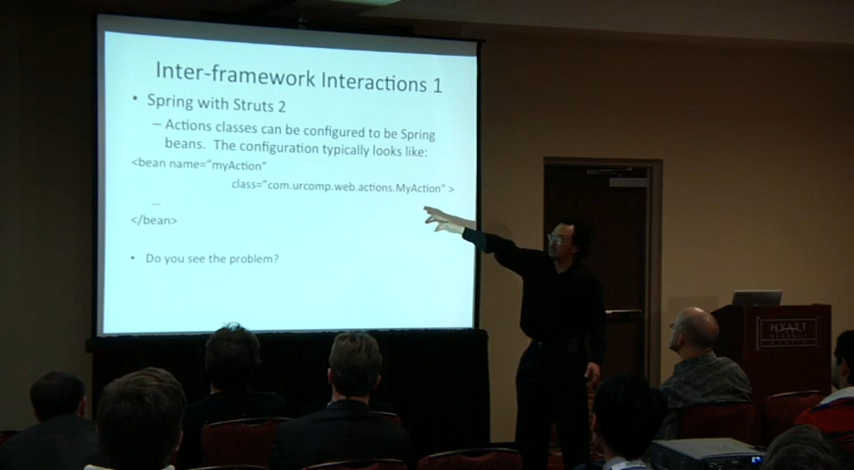 Inter-framework Interactions 1
• Spring with Struts 2
– Actions classes can be configured to be Spring
beans. The configuration typically looks like:
<bean name="myAction"
class="com.urcomp.web.actions.MyAction" >
...
</bean>
• Do you see the problem?
HYATT